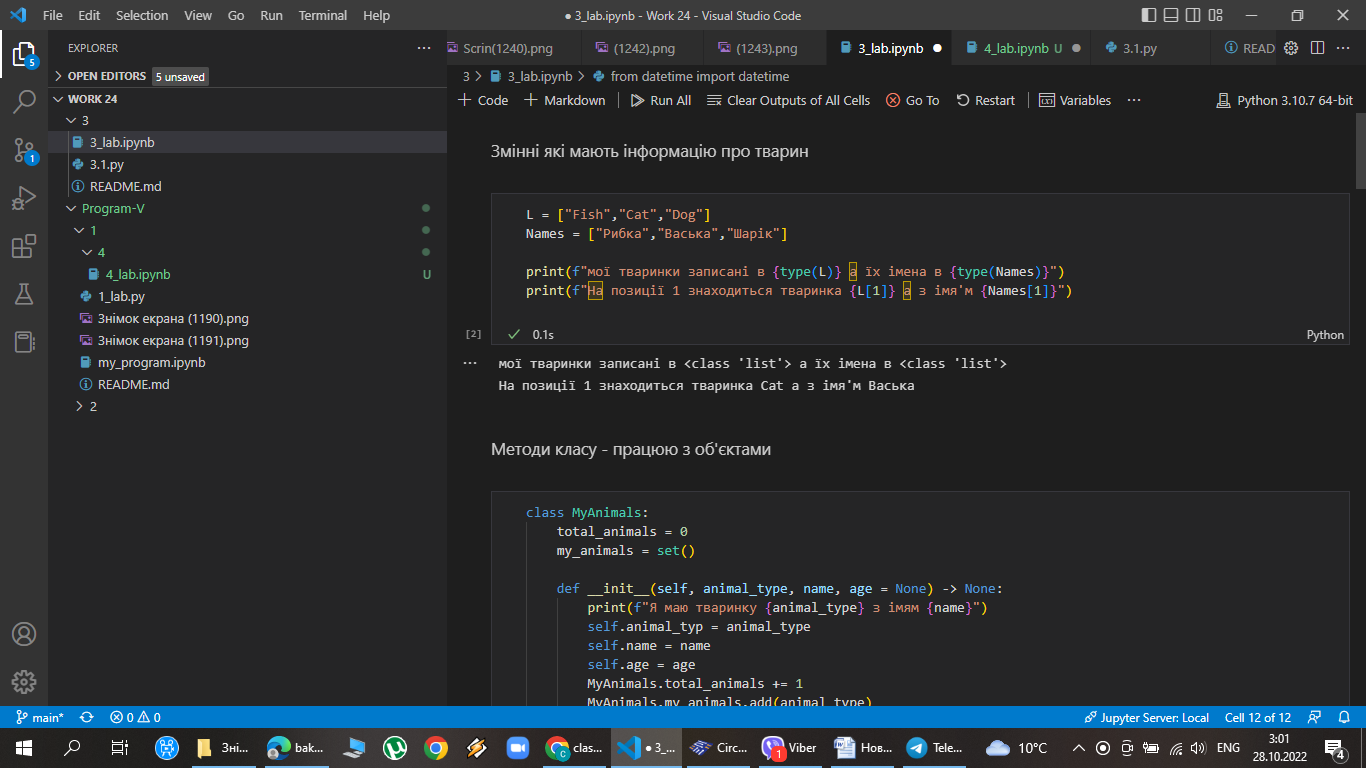 File Edit Selection View Go Run Terminal Help
● 3_lab.ipynb - Work 24 - Visual Studio Code
EXPLORER
OPEN EDITORS 5 unsaved
WORK 24
3
3_lab.ipynb
3.1.py
README.md
Program-V
1
4
4_lab.ipynb U
1_lab.py
Знімок екрана (1190).png
Знімок екрана (1191).png
my_program.ipynb
README.md
2
5
1
Scrin(1240).png (1242).png (1243).png 3_lab.ipynb ● 4_lab.ipynb U ● 3.1.py READ
3 > 3_lab.ipynb > from datetime import datetime
+ Code + Markdown Run All Clear Outputs of All Cells Go To Restart Variables ··· Python 3.10.7 64-bit
Змінні які мають інформацію про тварин
L = ["Fish","Cat","Dog"]
Names = ["Рибка","Васька","Шарік"]
print(f"мої тваринки записані в {type(L)} а їх імена в {type(Names)}")
print(f"На позиції 1 знаходиться тваринка {L[1]} а з імя'м {Names[1]}")
[2] ✓ 0.1s Python
мої тваринки записані в <class 'list'> а їх імена в <class 'list'>
На позиції 1 знаходиться тваринка Cat а з імя'м Васька
Методи класу - працюю з об'єктами
class MyAnimals:
total_animals = 0
my_animals = set()
def __init__(self, animal_type, name, age = None) -> None:
print(f"Я маю тваринку {animal_type} з імям {name}")
self.animal_typ = animal_type
self.name = name
self.age = age
MyAnimals.total_animals += 1
MyAnimals.my_animals.add(animal_type)
main* 0 0 Jupyter Server: Local Cell 12 of 12
Зні... bak... clas... ● 3_... Circ... Viber 1 Нов... Tele... 10°C ENG 3:01
28.10.2022 4